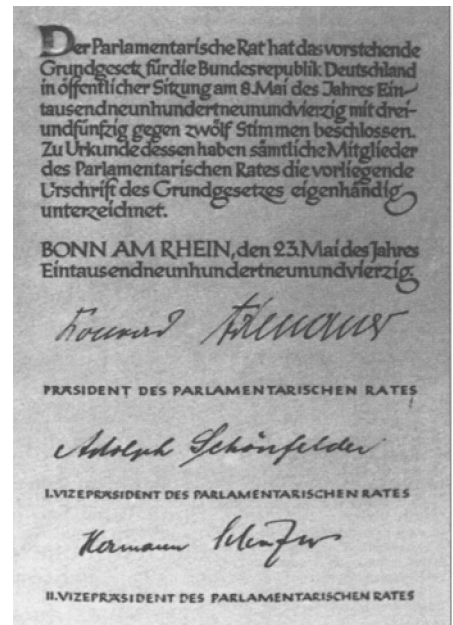 Der Parlamentarische Rat hat das vorstehende
Grundgesetz für die Bundesrepublik Deutschland
in öffentlicher Sitzung am 8. Mai des Jahres Ein-
tausendneunhundertneunundvierzig mit drei-
undfünfzig gegen zwölf Stimmen beschlossen.
Zu Urkunde dessen haben sämtliche Mitglieder
des Parlamentarischen Rates die vorliegende
Urschrift des Grundgesetzes eigenhändig
unterzeichnet.
BONN AM RHEIN, den 23. Mai des Jahres
Eintausendneunhundertneunundvierzig.
Konrad Adenauer
PRÄSIDENT DES PARLAMENTARISCHEN RATES
Adolph Schönfelder
I. VIZEPRÄSIDENT DES PARLAMENTARISCHEN RATES
Hermann Schäfer
II. VIZEPRÄSIDENT DES PARLAMENTARISCHEN RATES